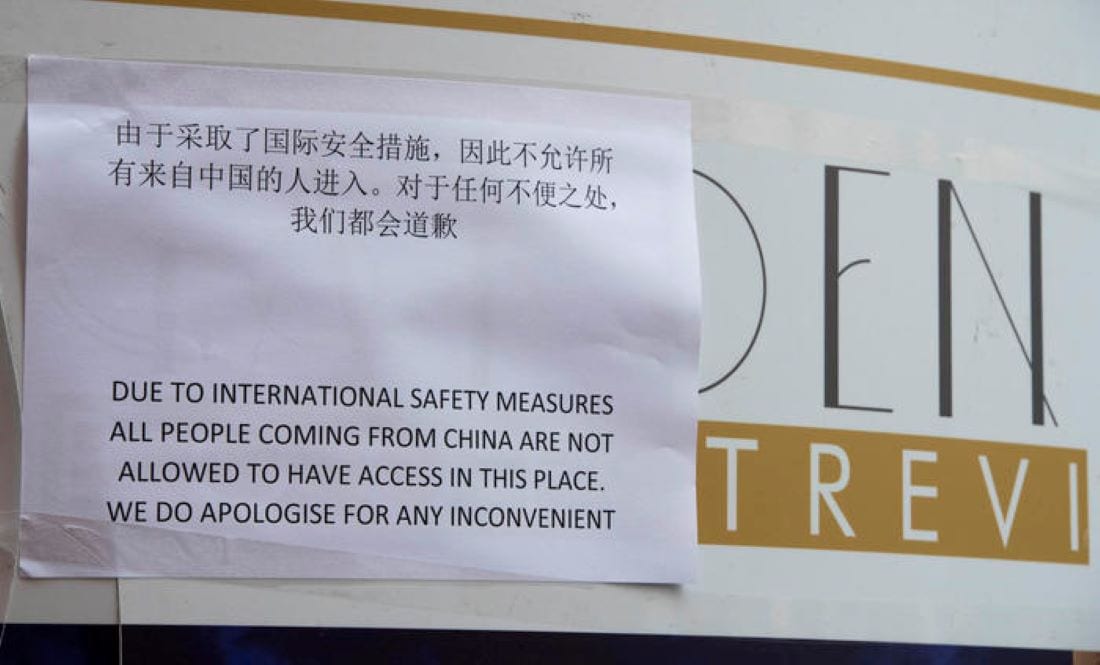 由于采取了国际安全措施，因此不允许所
有来自中国的人进入。对于任何不便之处，
我们都会道歉
DUE TO INTERNATIONAL SAFETY MEASURES
ALL PEOPLE COMING FROM CHINA ARE NOT
ALLOWED TO HAVE ACCESS IN THIS PLACE.
WE DO APOLOGISE FOR ANY INCONVENIENT
DEN
TREVI